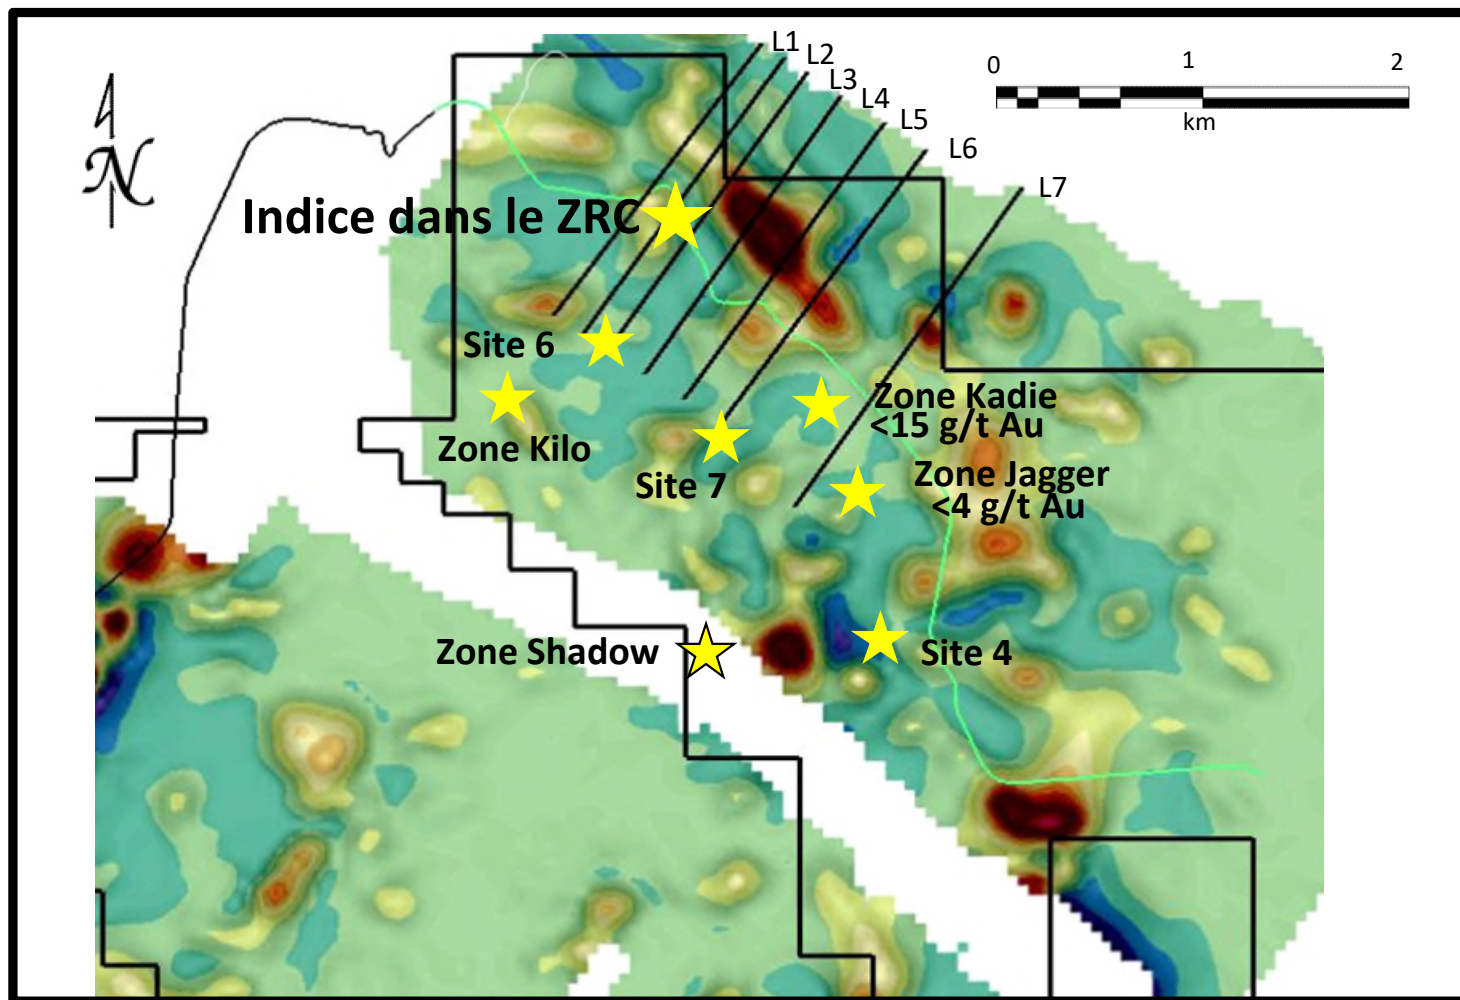 L1
L2
L3
L4
L5
L6
L7
0 1 2
km
N
Indice dans le ZRC
Site 6
Zone Kilo
Zone Kadie
<15 g/t Au
Site 7
Zone Jagger
<4 g/t Au
Zone Shadow
Site 4